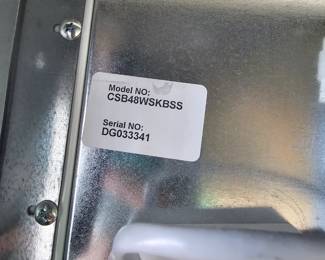 Model NO:
CSB48WSKBSS
Serial NO:
DG033341